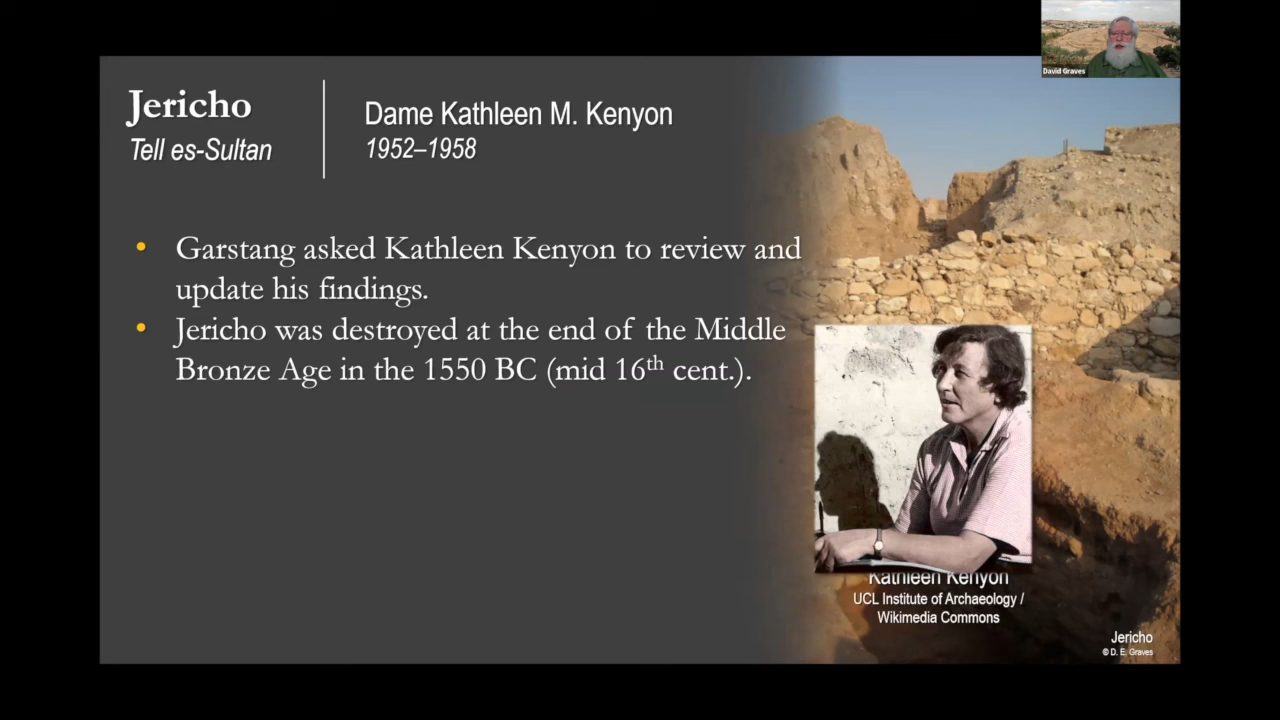 David Graves
Jericho
Tell es-Sultan
Dame Kathleen M. Kenyon
1952–1958
• Garstang asked Kathleen Kenyon to review and
update his findings.
• Jericho was destroyed at the end of the Middle
Bronze Age in the 1550 BC (mid 16th cent.).
Kathleen Kenyon
UCL Institute of Archaeology /
Wikimedia Commons
Jericho
© D. E. Graves